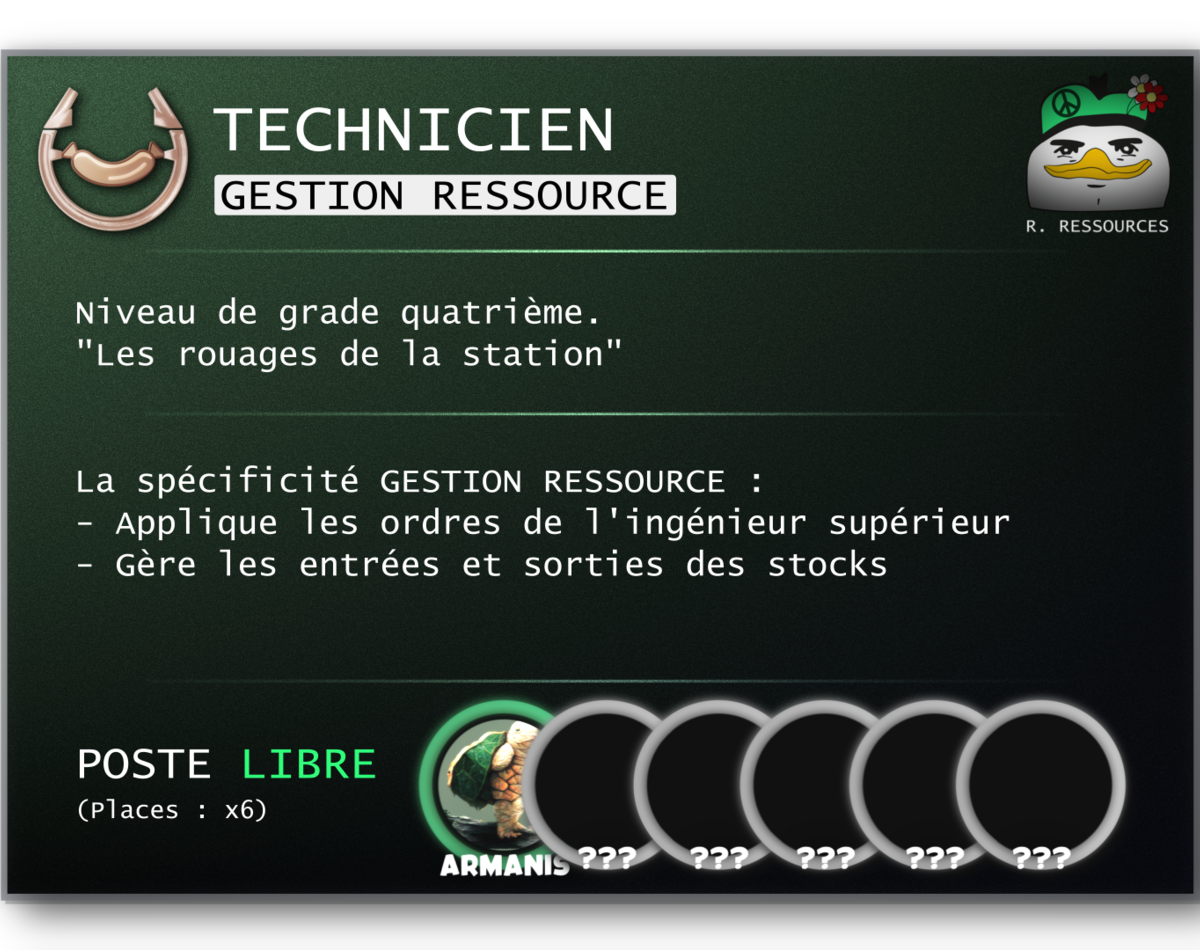 TECHNICIEN
GESTION RESSOURCE
R. RESSOURCES
Niveau de grade quatrième.
"Les rouages de la station"
La spécificité GESTION RESSOURCE :
- Applique les ordres de l'ingénieur supérieur
- Gère les entrées et sorties des stocks
POSTE LIBRE
(Places : x6)
ARMANIS ??? ??? ??? ??? ???